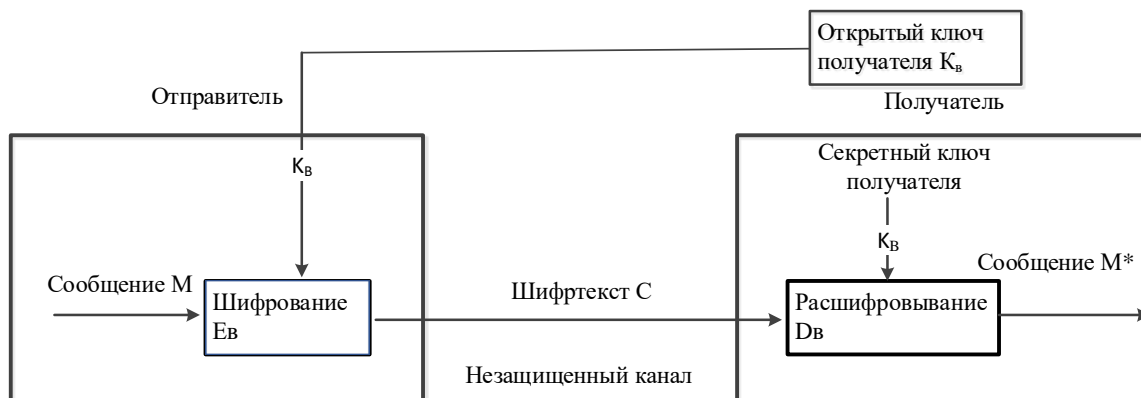 Открытый ключ
получателя Kв
Отправитель
Получатель
KВ
Секретный ключ
получателя
KВ
Сообщение М
Сообщение М*
Шифрование
Ев
Шифртекст С
Расшифровывание
Dв
Незащищенный канал